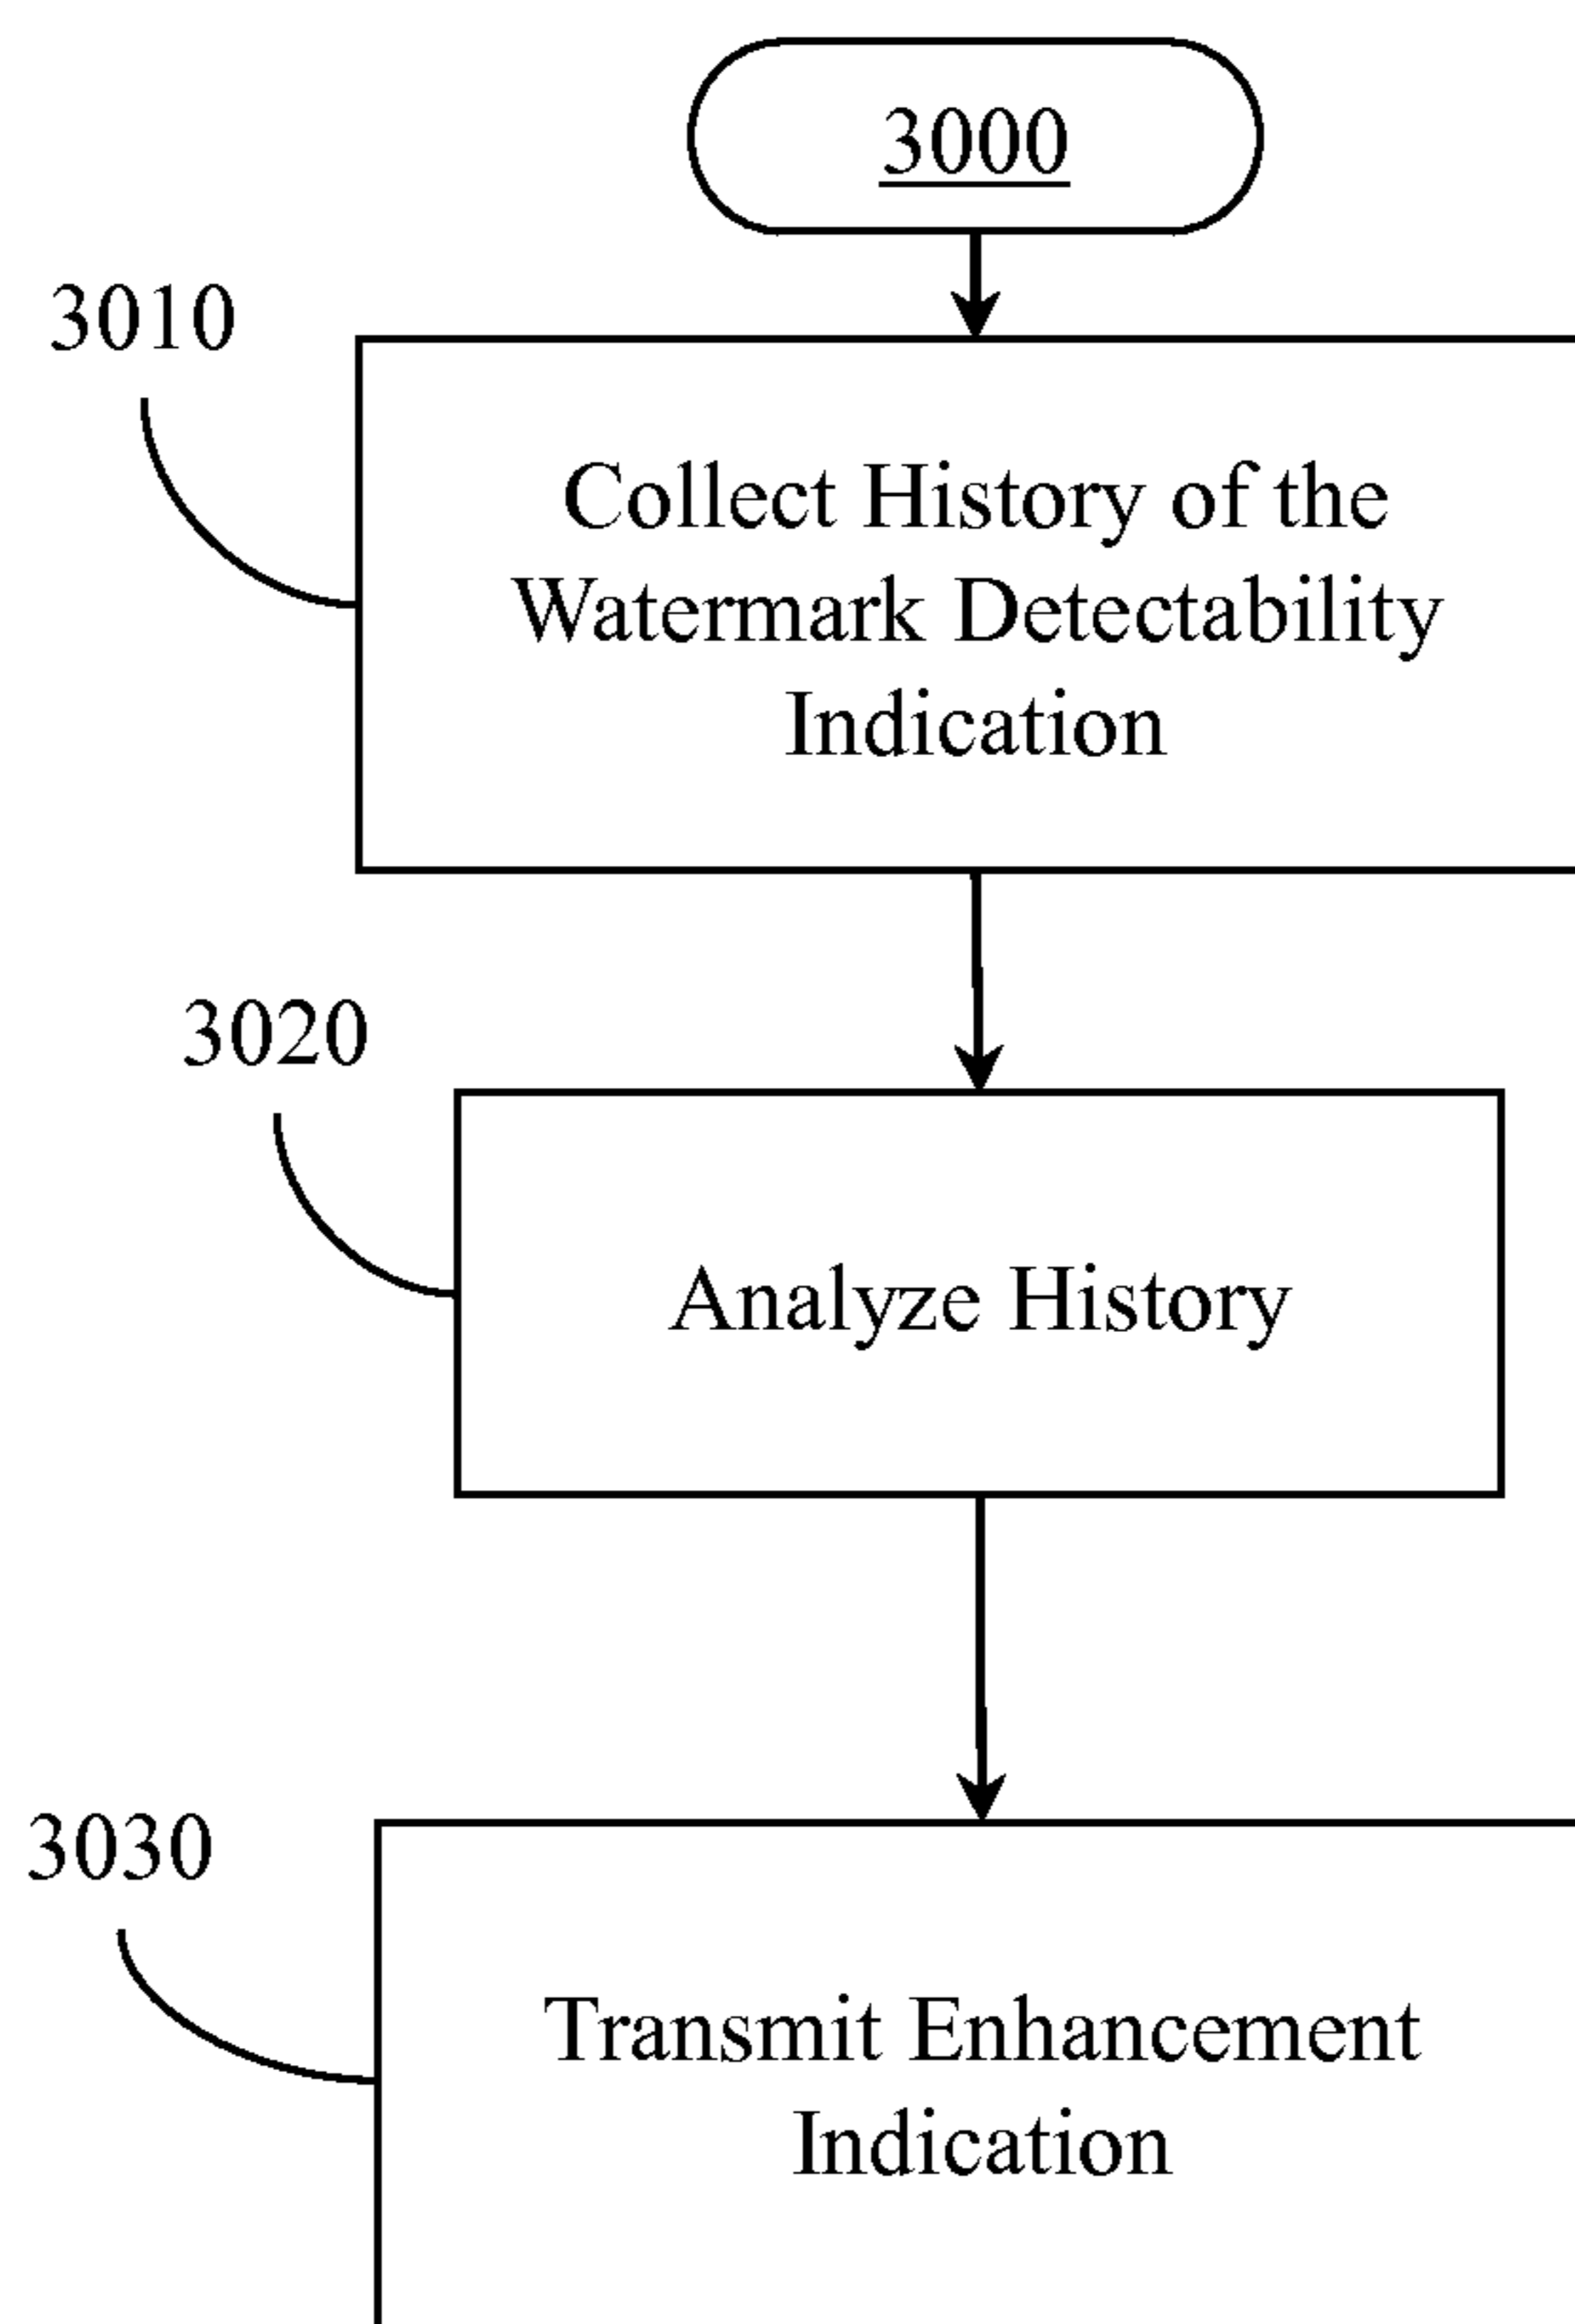 3000
3010
Collect History of the
Watermark Detectability
Indication
3020
Analyze History
3030
Transmit Enhancement
Indication